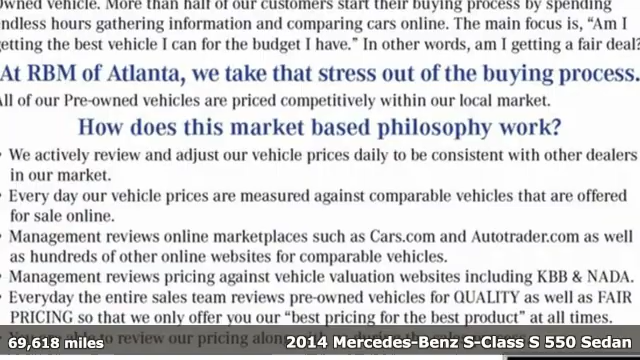 Owned vehicle. More than half of our customers start their buying process by spending
endless hours gathering information and comparing cars online. The main focus is, "Am I
getting the best vehicle I can for the budget I have." In other words, am I getting a fair deal?
At RBM of Atlanta, we take that stress out of the buying process.
All of our Pre-owned vehicles are priced competitively within our local market.
How does this market based philosophy work?
• We actively review and adjust our vehicle prices daily to be consistent with other dealers
in our market.
• Every day our vehicle prices are measured against comparable vehicles that are offered
for sale online.
• Management reviews online marketplaces such as Cars.com and Autotrader.com as well
as hundreds of other online websites for comparable vehicles.
• Management reviews pricing against vehicle valuation websites including KBB & NADA.
• Everyday the entire sales team reviews pre-owned vehicles for QUALITY as well as FAIR
PRICING so that we only offer you our "best pricing for the best product" at all times.
to review our pricing
69,618 miles
2014 Mercedes-Benz S-Class S 550 Sedan